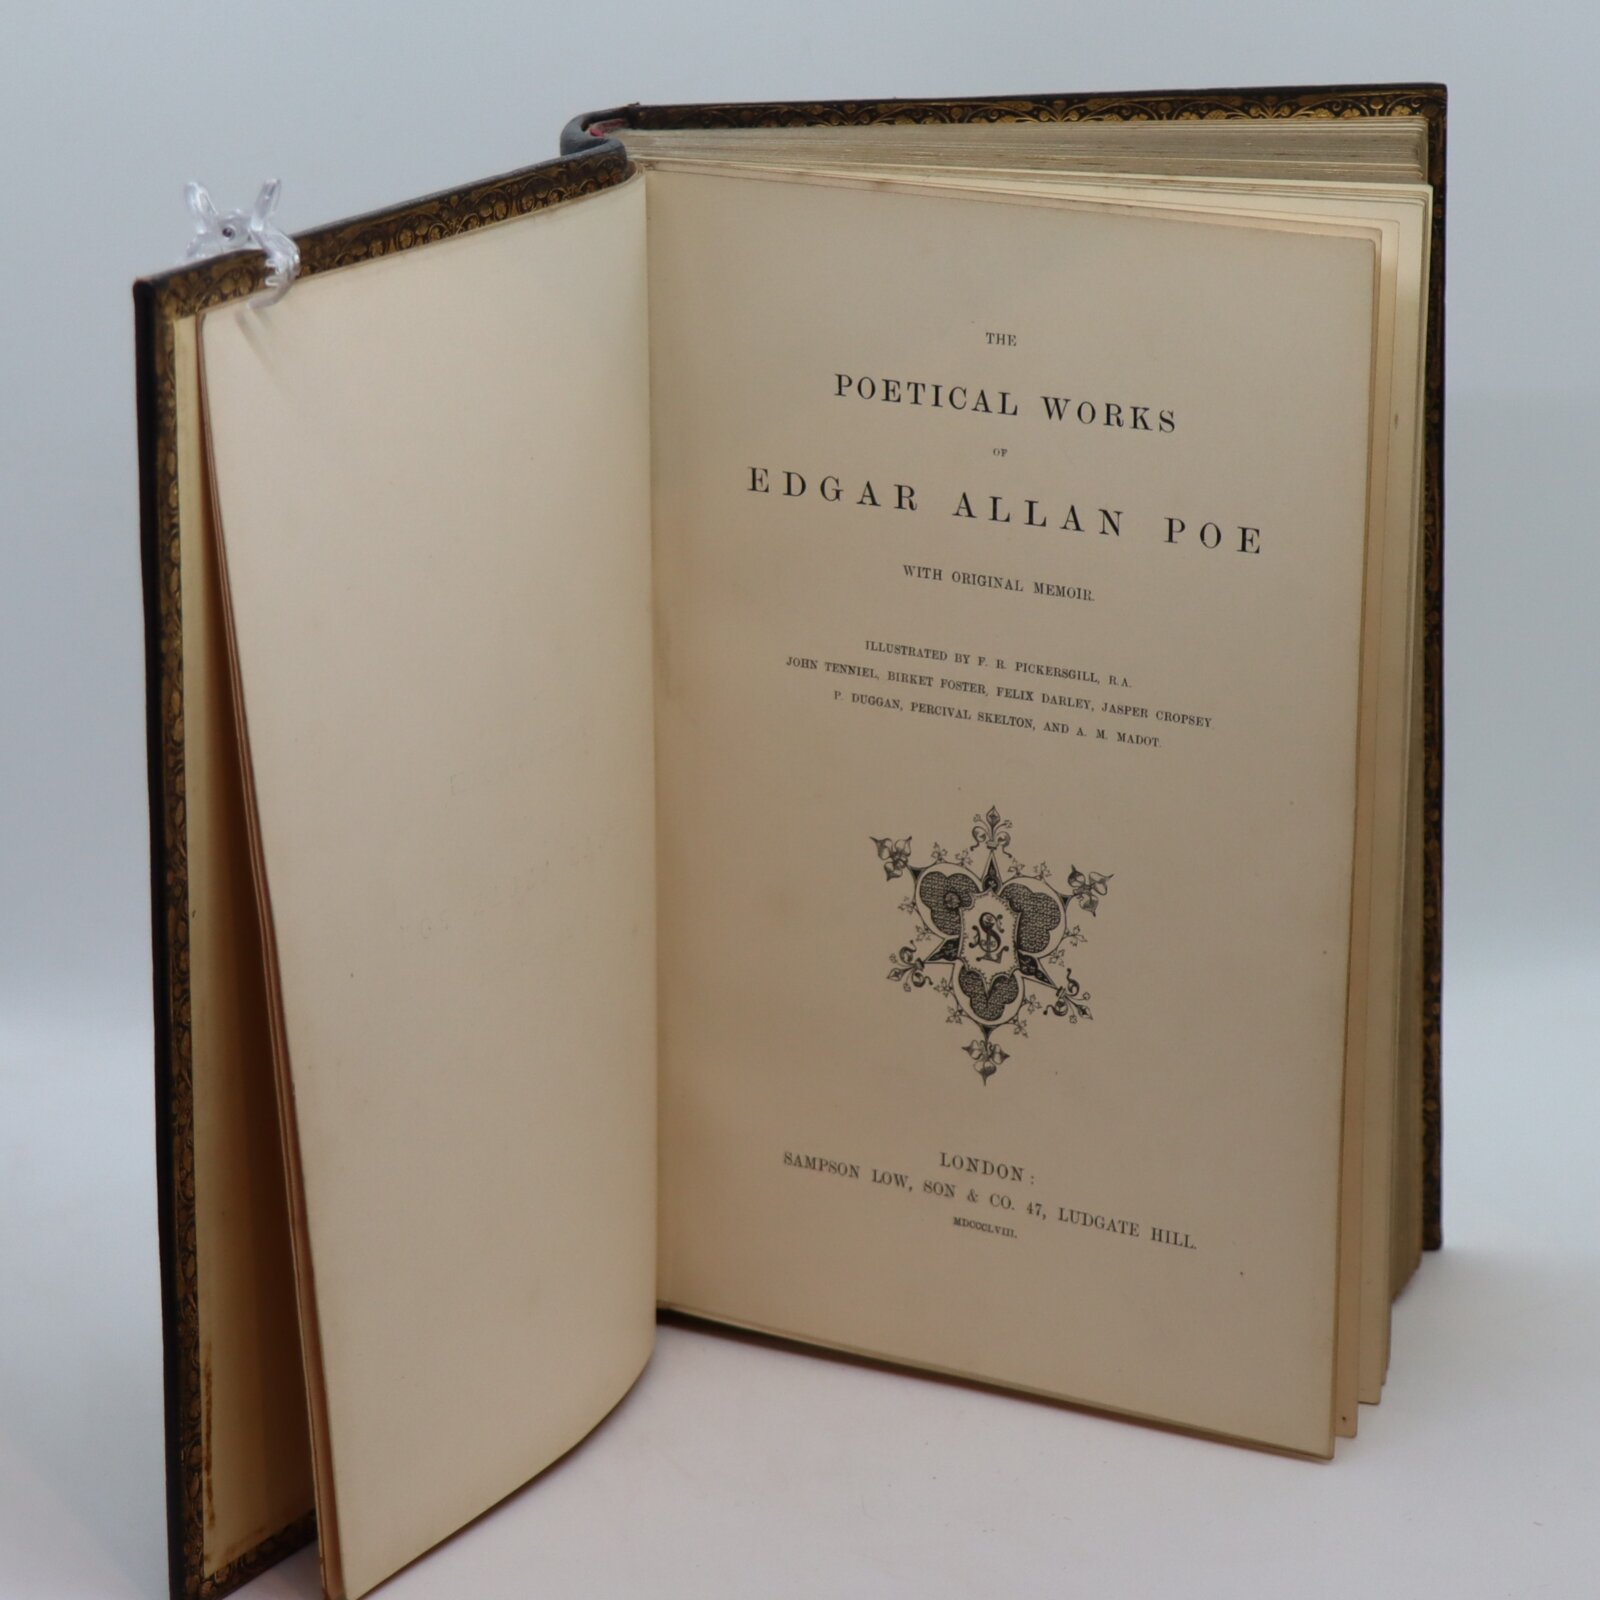 THE
POETICAL WORKS
OF
EDGAR ALLAN POE
WITH ORIGINAL MEMOIR.
ILLUSTRATED BY F. R. PICKERSGILL, R.A.
JOHN TENNIEL, BIRKET FOSTER, FELIX DARLEY, JASPER CROPSEY
P. DUGGAN, PERCIVAL SKELTON, AND A. M. MADOT.
SL
LONDON:
SAMPSON LOW, SON & CO. 47, LUDGATE HILL.
MDCCCLVIII.